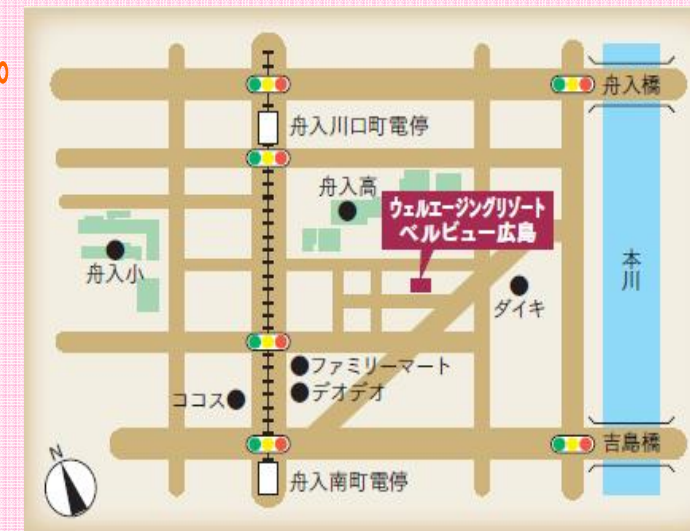 舟入橋
舟入川口町電停
舟入高
ウェルエージングリゾート
ベルビュー広島
舟入小
本川
ダイキ
ファミリーマート
デオデオ
ココス
吉島橋
N
舟入南町電停